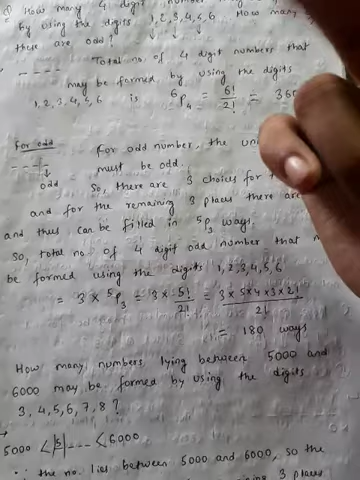 How many 4 digit numbers
by using the digits 1,2,3,4,5,6 How many
there are odd?
Total no. of 4 digit numbers that
may be formed by using the digits
1,2,3,4,5,6 is ⁶P₄ = 6!/2! = 360
For odd
For odd number, the
odd must be odd.
So, there are 3 choices for
and for the remaining 3 places there are
and thus can be filled in ⁵P₃ ways.
So, total no. of 4 digit odd number that
be formed using the digits 1,2,3,4,5,6
= 3 × ⁵P₃ = 3 × 5!/2! = 3×5×4×3×2!/2!
= 180 ways
How many numbers lying between 5000 and
6000 may be formed by using the digits
3,4,5,6,7,8?
→
5000 < |5| - - - < 6000
∵ the no. lies between 5000 and 6000, so the
3 places